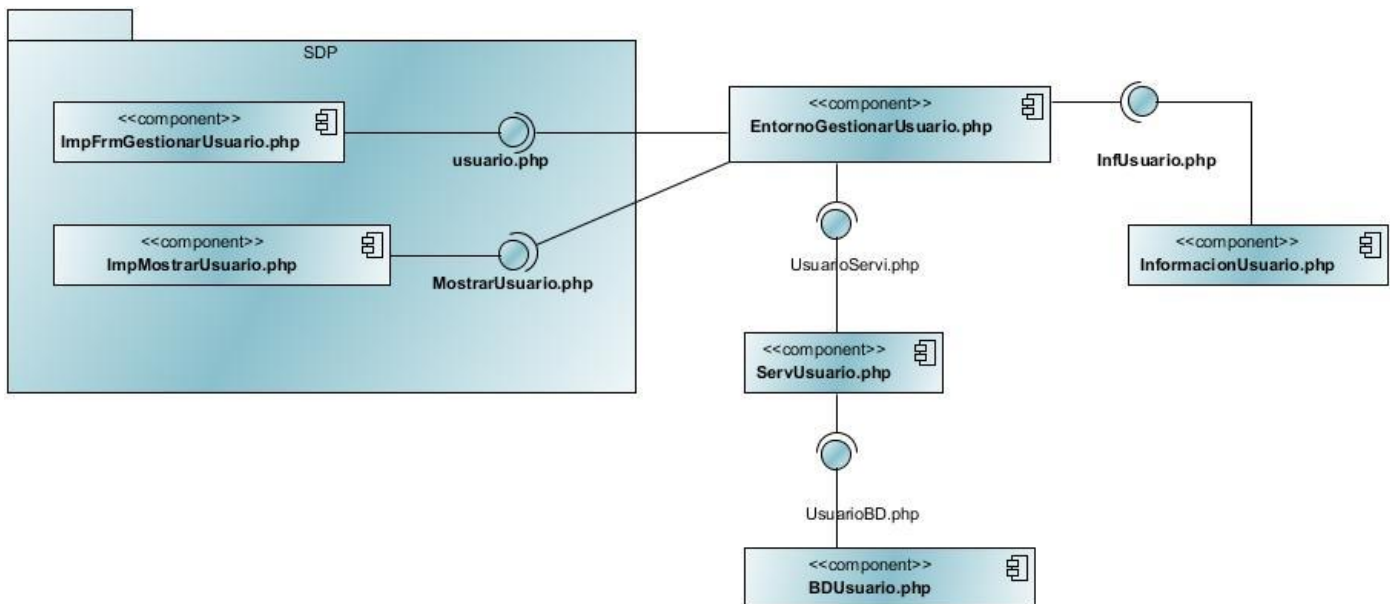 SDP
<<component>>
ImpFrmGestionarUsuario.php
usuario.php
<<component>>
EntornoGestionarUsuario.php
InfUsuario.php
<<component>>
ImpMostrarUsuario.php
MostrarUsuario.php
UsuarioServi.php
<<component>>
InformacionUsuario.php
<<component>>
ServUsuario.php
UsuarioBD.php
<<component>>
BDUsuario.php